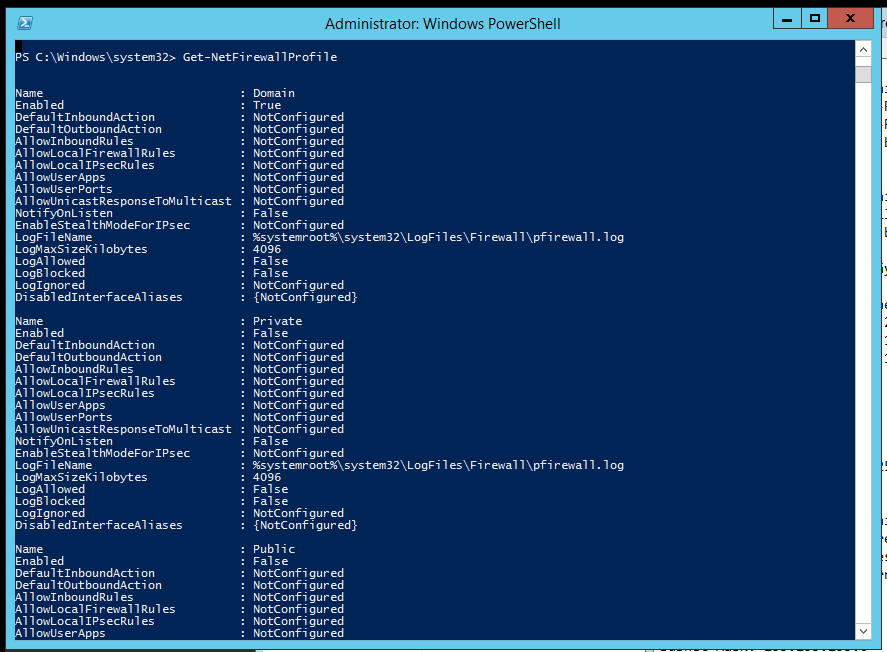 Administrator: Windows PowerShell
PS C:\Windows\system32> Get-NetFirewallProfile
Name : Domain
Enabled : True
DefaultInboundAction : NotConfigured
DefaultOutboundAction : NotConfigured
AllowInboundRules : NotConfigured
AllowLocalFirewallRules : NotConfigured
AllowLocalIPsecRules : NotConfigured
AllowUserApps : NotConfigured
AllowUserPorts : NotConfigured
AllowUnicastResponseToMulticast : NotConfigured
NotifyOnListen : False
EnableStealthModeForIPsec : NotConfigured
LogFileName : %systemroot%\system32\LogFiles\Firewall\pfirewall.log
LogMaxSizeKilobytes : 4096
LogAllowed : False
LogBlocked : False
LogIgnored : NotConfigured
DisabledInterfaceAliases : {NotConfigured}
Name : Private
Enabled : False
DefaultInboundAction : NotConfigured
DefaultOutboundAction : NotConfigured
AllowInboundRules : NotConfigured
AllowLocalFirewallRules : NotConfigured
AllowLocalIPsecRules : NotConfigured
AllowUserApps : NotConfigured
AllowUserPorts : NotConfigured
AllowUnicastResponseToMulticast : NotConfigured
NotifyOnListen : False
EnableStealthModeForIPsec : NotConfigured
LogFileName : %systemroot%\system32\LogFiles\Firewall\pfirewall.log
LogMaxSizeKilobytes : 4096
LogAllowed : False
LogBlocked : False
LogIgnored : NotConfigured
DisabledInterfaceAliases : {NotConfigured}
Name : Public
Enabled : False
DefaultInboundAction : NotConfigured
DefaultOutboundAction : NotConfigured
AllowInboundRules : NotConfigured
AllowLocalFirewallRules : NotConfigured
AllowLocalIPsecRules : NotConfigured
AllowUserApps : NotConfigured